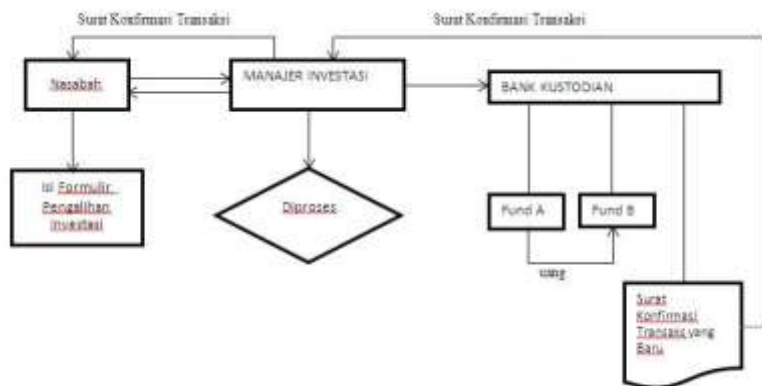 Surat Konfirmasi Transaksi
Surat Konfirmasi Transaksi
Nasabah
MANAJER INVESTASI
BANK KUSTODIAN
Isi Formulir
Pengalihan
Investasi
Diproses
Fund A
Fund B
uang
Surat
Konfirmasi
Transaks yang
Baru